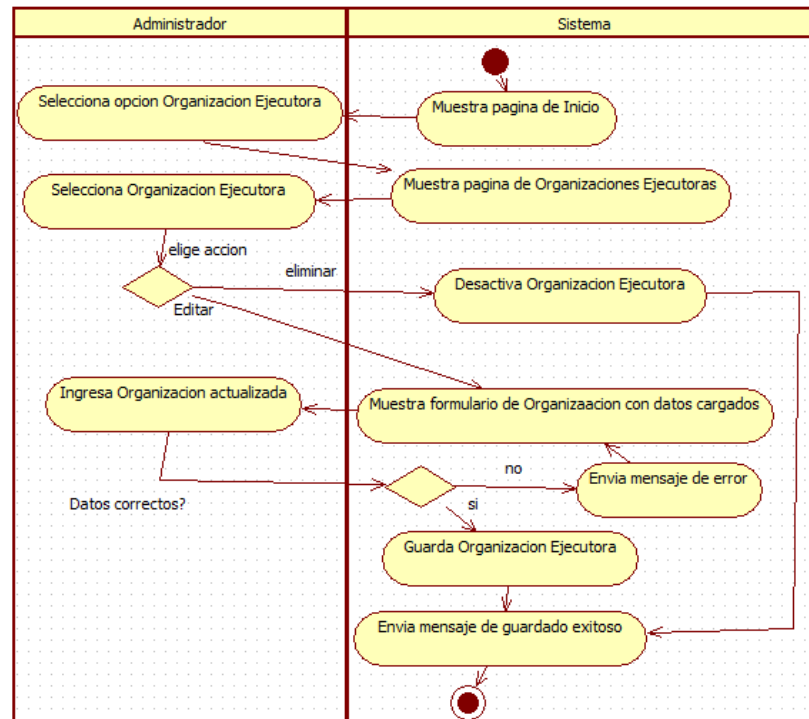 Administrador
Sistema
Selecciona opcion Organizacion Ejecutora
Muestra pagina de Inicio
Selecciona Organizacion Ejecutora
Muestra pagina de Organizaciones Ejecutoras
elige accion
eliminar
Desactiva Organizacion Ejecutora
Editar
Ingresa Organizacion actualizada
Muestra formulario de Organizaacion con datos cargados
no
Envia mensaje de error
Datos correctos?
si
Guarda Organizacion Ejecutora
Envia mensaje de guardado exitoso